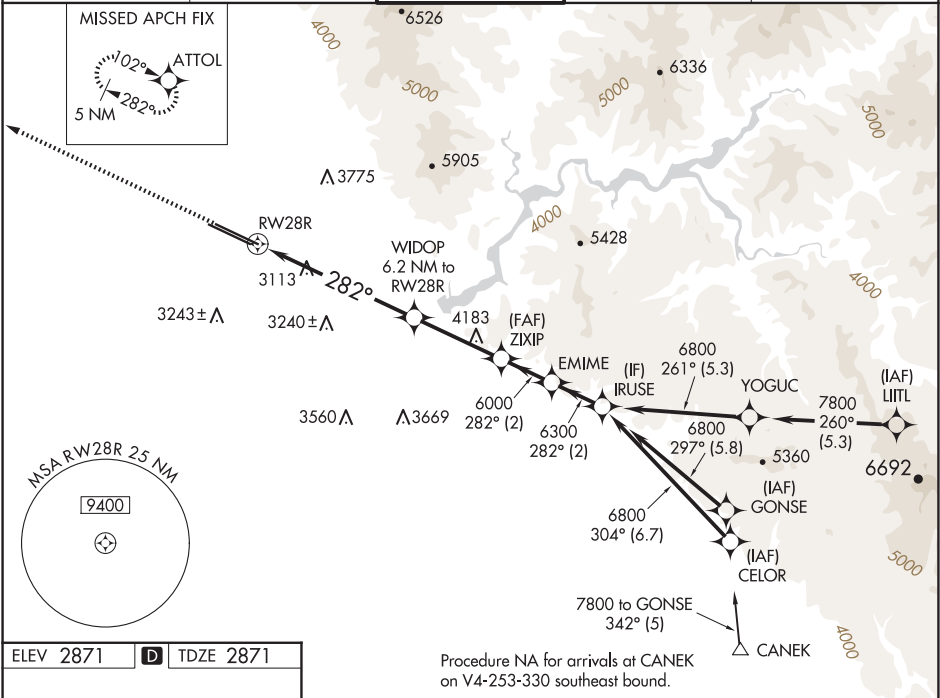 MISSED APCH FIX
ATTOL
102°
282°
5 NM
4000
6526
5000
6336
5000
5000
5905
3775
RW28R
4000
5428
WIDOP
6.2 NM to
RW28R
3113
282°
4000
3243±
3240±
4183
(FAF)
ZIXIP
EMIME
(IF)
IRUSE
6800
261° (5.3)
YOGUC
(IAF)
LIITL
7800
260°
(5.3)
6000
282° (2)
6300
282° (2)
3560
3669
6800
297° (5.8)
5360
6692
MSA RW28R 25 NM
9400
(IAF)
GONSE
6800
304° (6.7)
(IAF)
CELOR
5000
7800 to GONSE
342° (5)
CANEK
4000
ELEV 2871
D
TDZE 2871
Procedure NA for arrivals at CANEK
on V4-253-330 southeast bound.